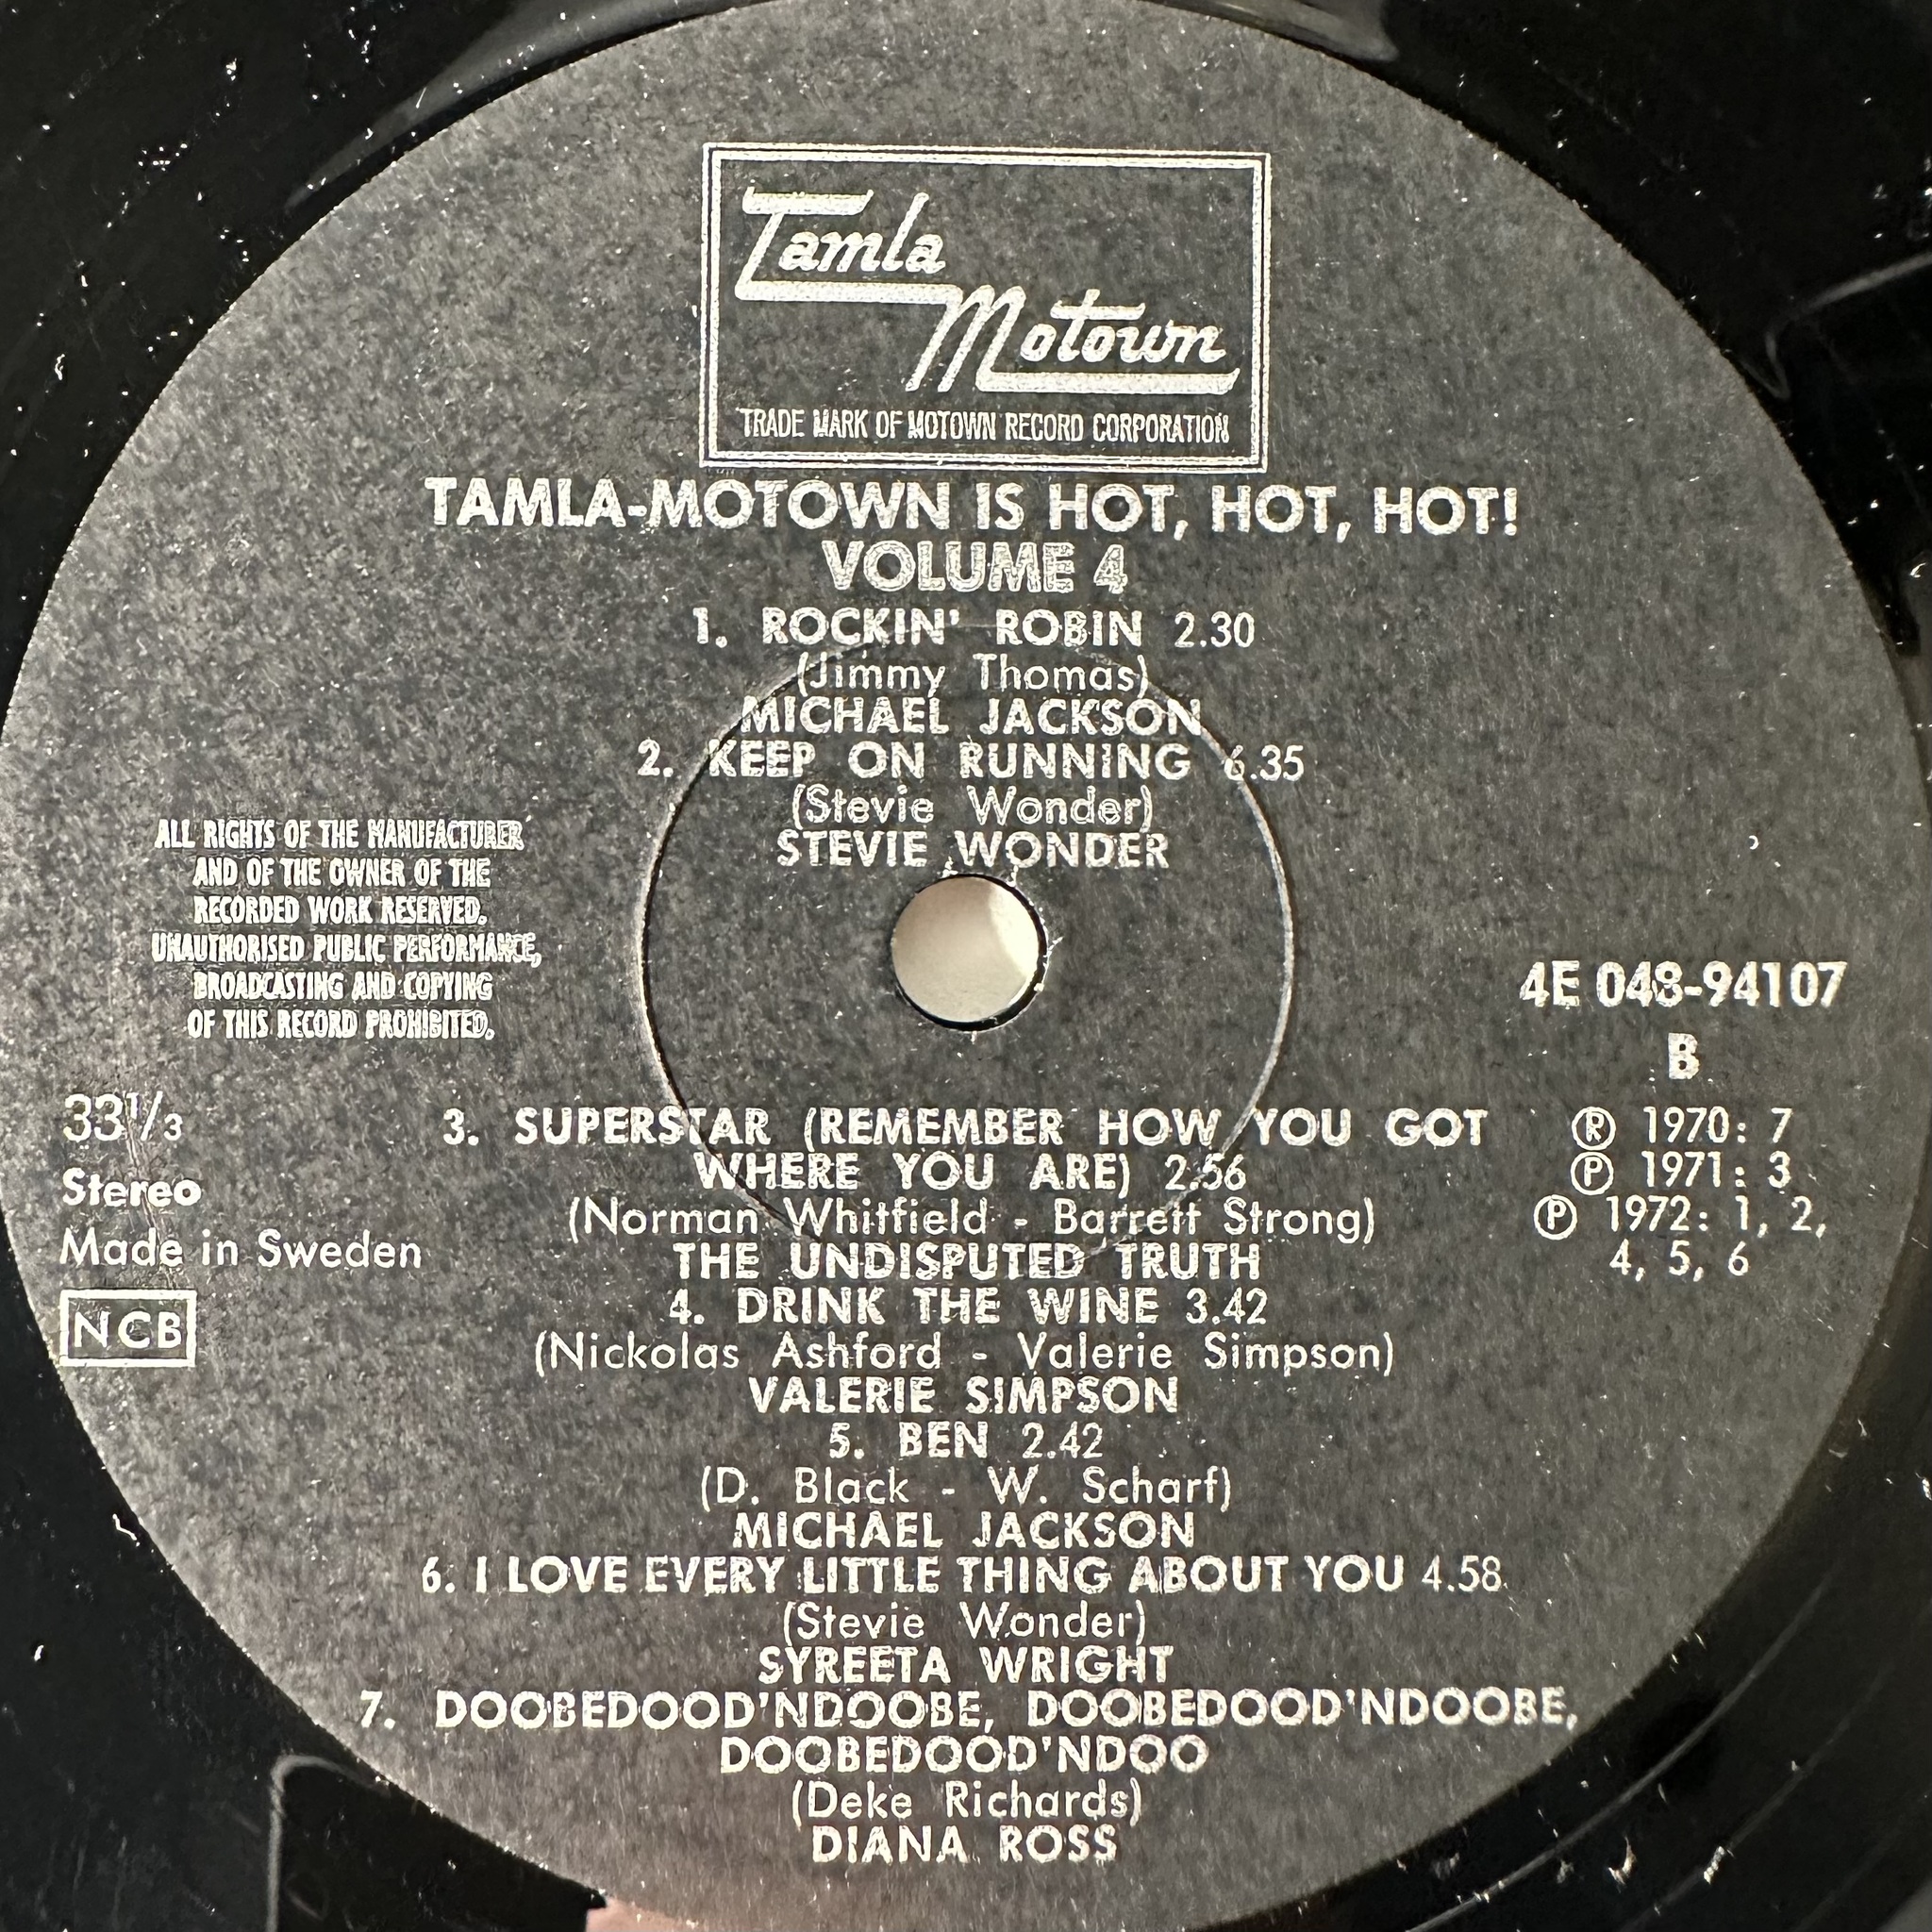 Tamla
Motown
TRADE MARK OF MOTOWN RECORD CORPORATION
TAMLA-MOTOWN IS HOT, HOT, HOT!
VOLUME 4
1. ROCKIN' ROBIN 2.30
(Jimmy Thomas)
MICHAEL JACKSON
2. KEEP ON RUNNING 6.35
(Stevie Wonder)
STEVIE WONDER
ALL RIGHTS OF THE MANUFACTURER
AND OF THE OWNER OF THE
RECORDED WORK RESERVED.
UNAUTHORISED PUBLIC PERFORMANCE,
BROADCASTING AND COPYING
OF THIS RECORD PROHIBITED.
33 1/3
Stereo
Made in Sweden
NCB
4E 048-94107
B
Ⓡ 1970: 7
Ⓟ 1971: 3
Ⓟ 1972: 1, 2,
4, 5, 6
3. SUPERSTAR (REMEMBER HOW YOU GOT
WHERE YOU ARE) 2.56
(Norman Whitfield - Barrett Strong)
THE UNDISPUTED TRUTH
4. DRINK THE WINE 3.42
(Nickolas Ashford - Valerie Simpson)
VALERIE SIMPSON
5. BEN 2.42
(D. Black - W. Scharf)
MICHAEL JACKSON
6. I LOVE EVERY LITTLE THING ABOUT YOU 4.58
(Stevie Wonder)
SYREETA WRIGHT
7. DOOBEDOOD'NDOOBE, DOOBEDOOD'NDOOBE,
DOOBEDOOD'NDOO
(Deke Richards)
DIANA ROSS